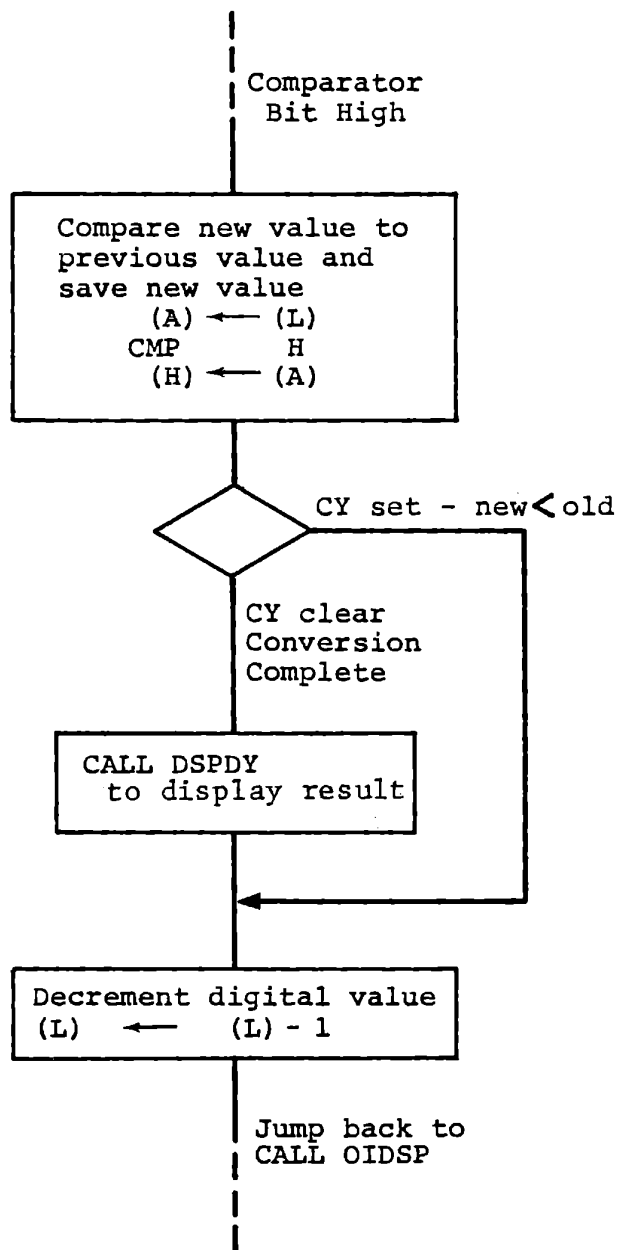 Comparator
Bit High
Compare new value to
previous value and
save new value
(A) ← (L)
CMP H
(H) ← (A)
CY set - new < old
CY clear
Conversion
Complete
CALL DSPDY
to display result
Decrement digital value
(L) ← (L) - 1
Jump back to
CALL OIDSP